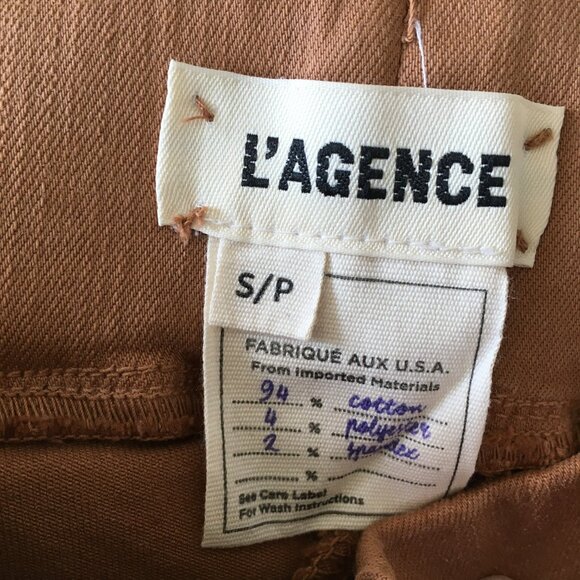 L'AGENCE
S/P
FABRIQUÉ AUX U.S.A.
From Imported Materials
94 % cotton
4 % polyester
2 % spandex
%
See Care Label
For Wash Instructions